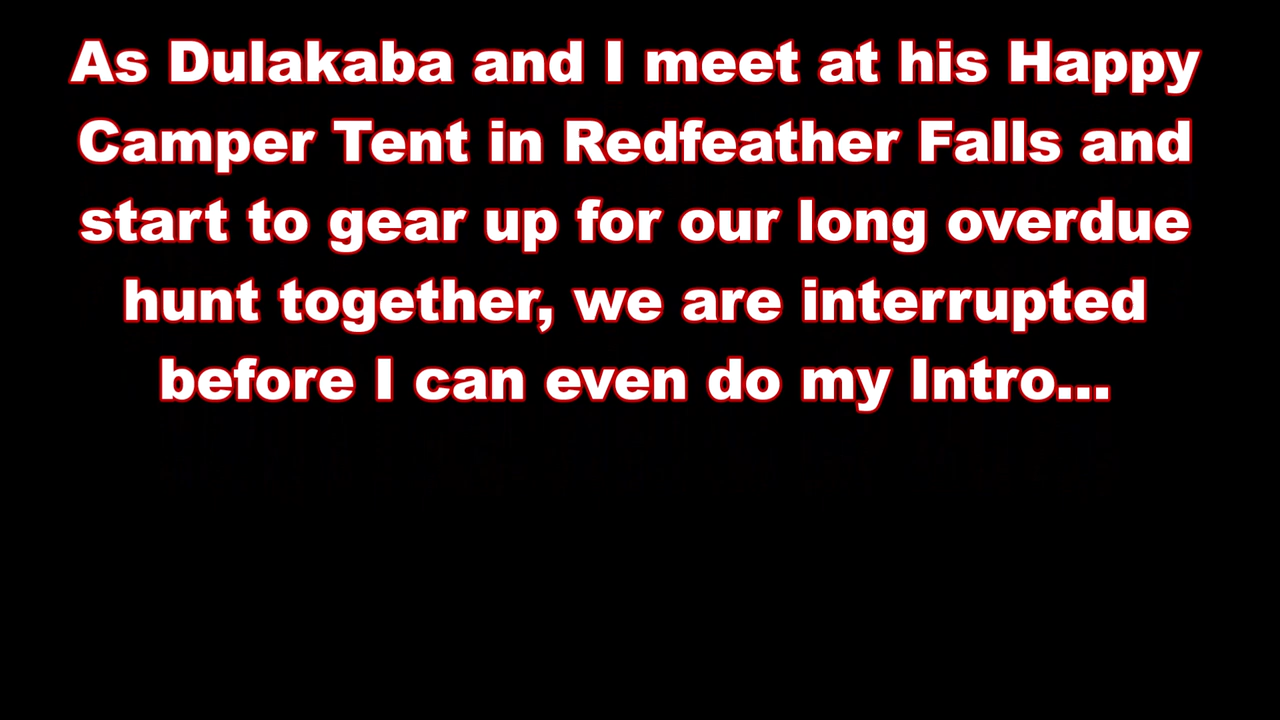 As Dulakaba and I meet at his Happy
Camper Tent in Redfeather Falls and
start to gear up for our long overdue
hunt together, we are interrupted
before I can even do my Intro...